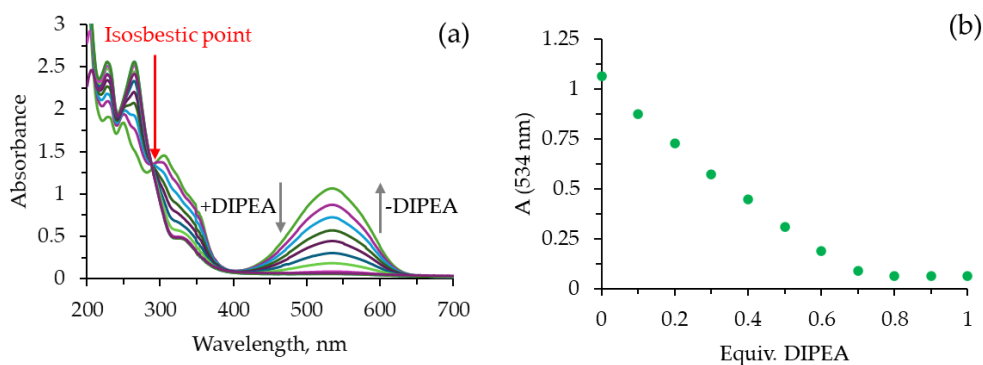 (a)
Isosbestic point
3
2.5
2
1.5
1
0.5
0
Absorbance
+DIPEA
-DIPEA
200 300 400 500 600 700
Wavelength, nm
(b)
1.25
1
0.75
0.5
0.25
0
A (534 nm)
0 0.2 0.4 0.6 0.8 1
Equiv. DIPEA